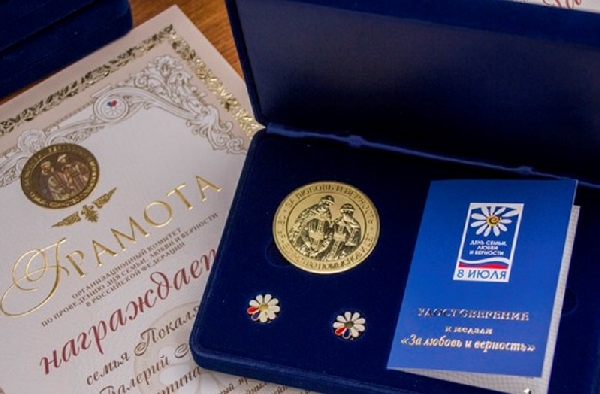 ГРАМОТА
ОРГАНИЗАЦИОННЫЙ КОМИТЕТ
ПО ПРОВЕДЕНИЮ ДНЯ СЕМЬИ, ЛЮБВИ И ВЕРНОСТИ
В РОССИЙСКОЙ ФЕДЕРАЦИИ
награждает
семья
Валерий
ЗА ЛЮБОВЬ И ВЕРНОСТЬ
ДЕНЬ СЕМЬИ,
ЛЮБВИ
И ВЕРНОСТИ
8 ИЮЛЯ
УДОСТОВЕРЕНИЕ
к медали
«За любовь и верность»